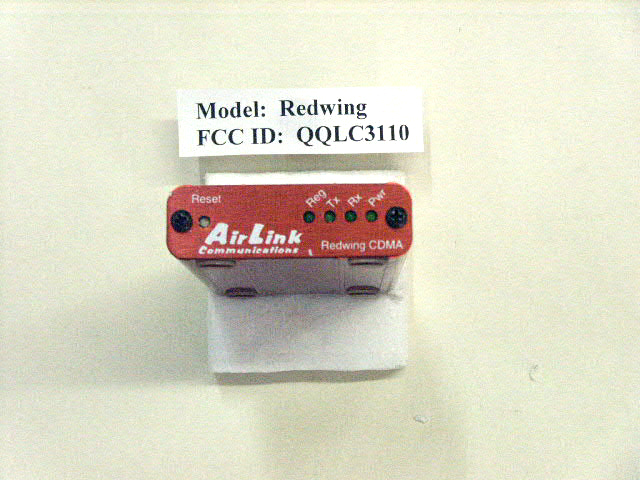 Model: Redwing
FCC ID: QQLC3110
Reset
Reg Tx Rx Pwr
AirLink
Communications
Redwing CDMA